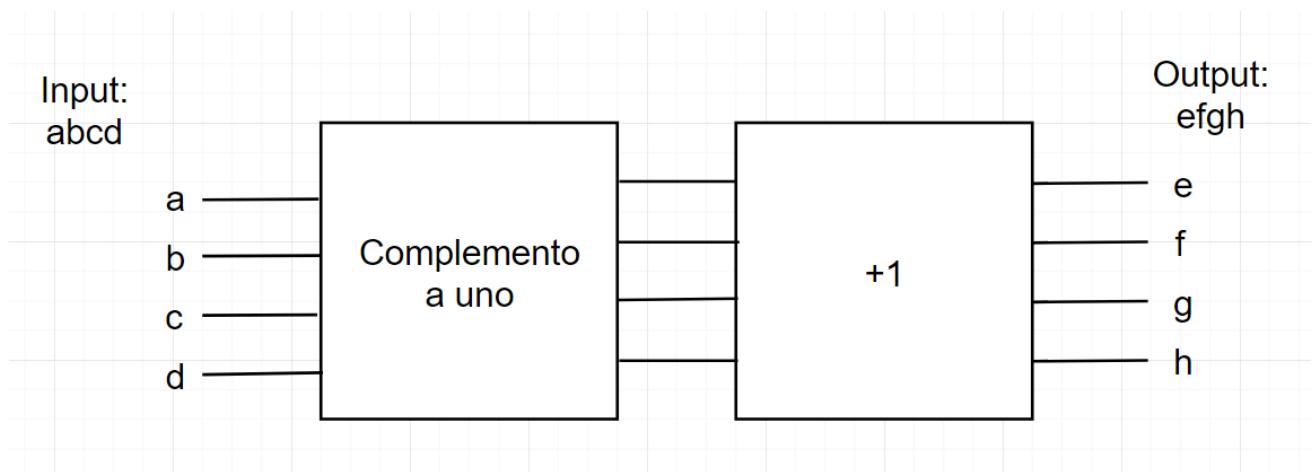 Input:
abcd
a
b
c
d
Complemento
a uno
+1
Output:
efgh
e
f
g
h